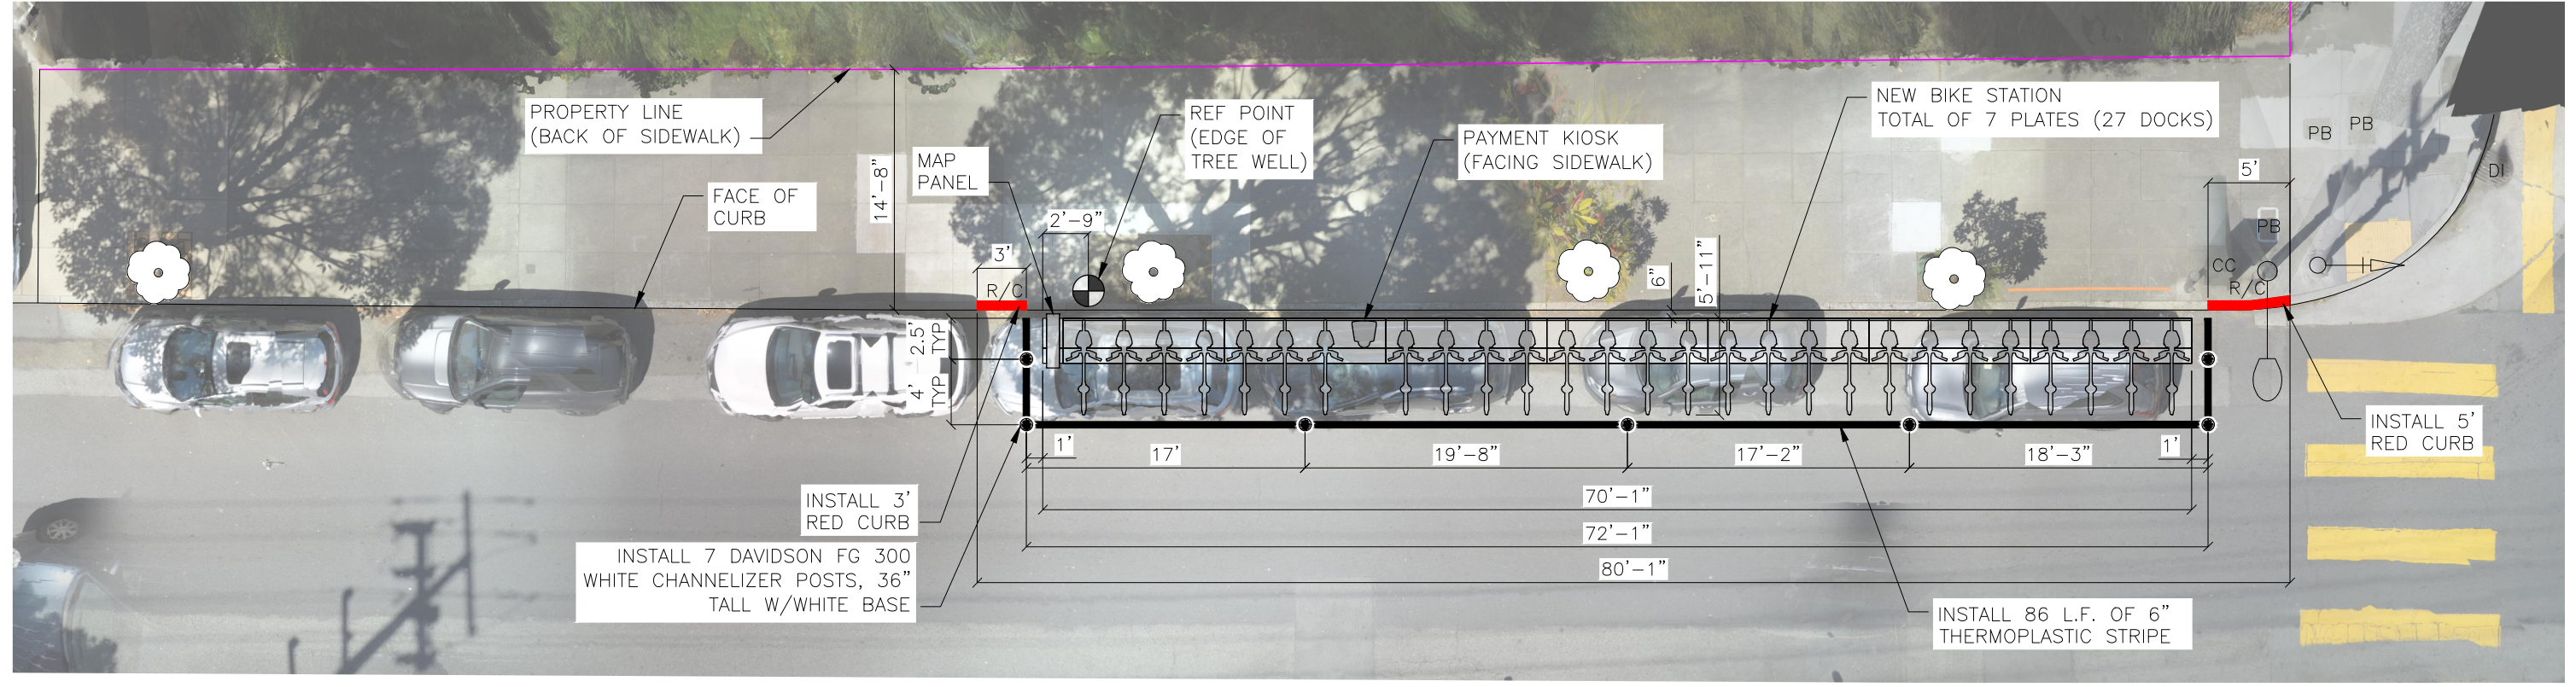 PROPERTY LINE
(BACK OF SIDEWALK)
FACE OF
CURB
14'-8"
MAP
PANEL
REF POINT
(EDGE OF
TREE WELL)
2'-9"
3'
R/C
PAYMENT KIOSK
(FACING SIDEWALK)
NEW BIKE STATION
TOTAL OF 7 PLATES (27 DOCKS)
6"
5'-11"
PB
PB
DI
5'
PB
CC
R/C
2.5'
TYP
4'
TYP
INSTALL 5'
RED CURB
1'
17'
19'-8"
17'-2"
18'-3"
1'
70'-1"
72'-1"
80'-1"
INSTALL 3'
RED CURB
INSTALL 7 DAVIDSON FG 300
WHITE CHANNELIZER POSTS, 36"
TALL W/WHITE BASE
INSTALL 86 L.F. OF 6"
THERMOPLASTIC STRIPE